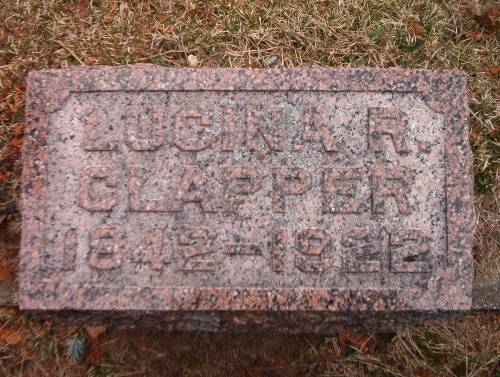 LUCINA R.
CLAPPER
1842-1922